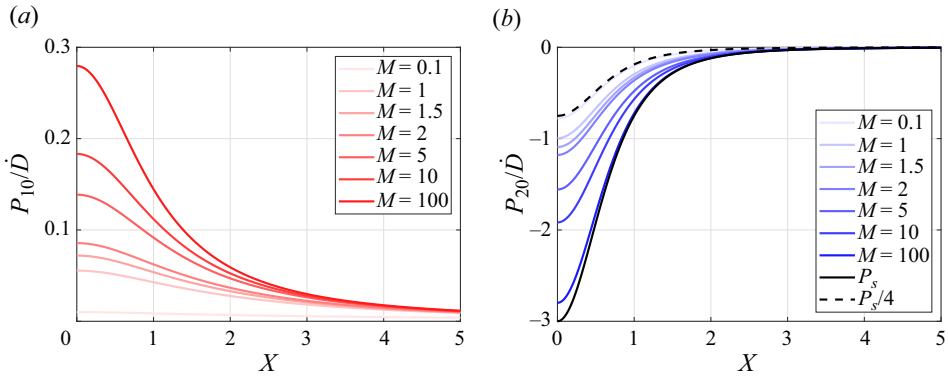 (a)
0.3
0.2
0.1
0
1
2
3
4
5
P₁₀/Ḋ
X
M = 0.1
M = 1
M = 1.5
M = 2
M = 5
M = 10
M = 100
(b)
0
−1
−2
−3
0
1
2
3
4
5
P₂₀/Ḋ
X
M = 0.1
M = 1
M = 1.5
M = 2
M = 5
M = 10
M = 100
Pₛ
Pₛ/4